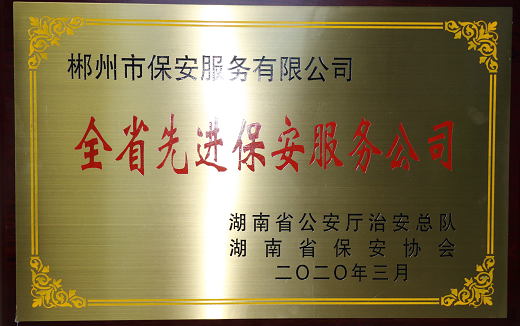 郴州市保安服务有限公司
全省先进保安服务公司
湖南省公安厅治安总队
湖南省保安协会
二〇二〇年三月